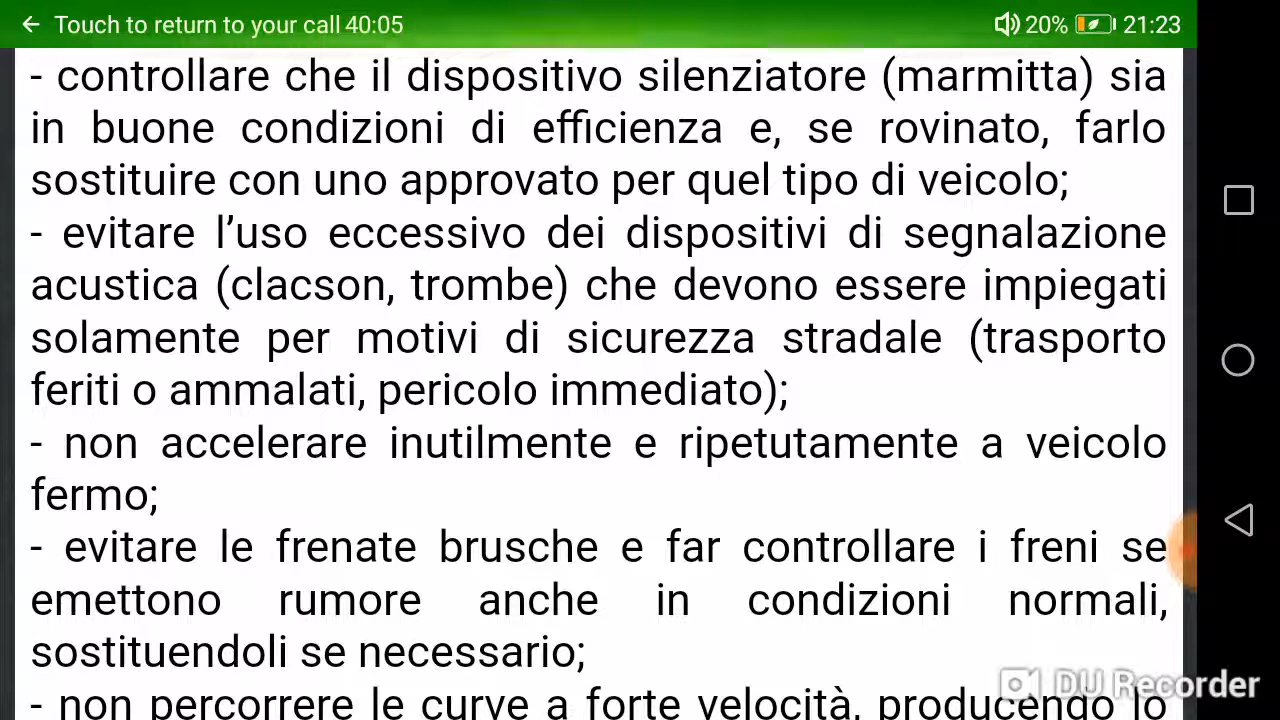 ← Touch to return to your call 40:05 20% 21:23
- controllare che il dispositivo silenziatore (marmitta) sia
in buone condizioni di efficienza e, se rovinato, farlo
sostituire con uno approvato per quel tipo di veicolo;
- evitare l’uso eccessivo dei dispositivi di segnalazione
acustica (clacson, trombe) che devono essere impiegati
solamente per motivi di sicurezza stradale (trasporto
feriti o ammalati, pericolo immediato);
- non accelerare inutilmente e ripetutamente a veicolo
fermo;
- evitare le frenate brusche e far controllare i freni se
emettono rumore anche in condizioni normali,
sostituendoli se necessario;
- non percorrere le curve a forte velocità, producendo lo
DU Recorder